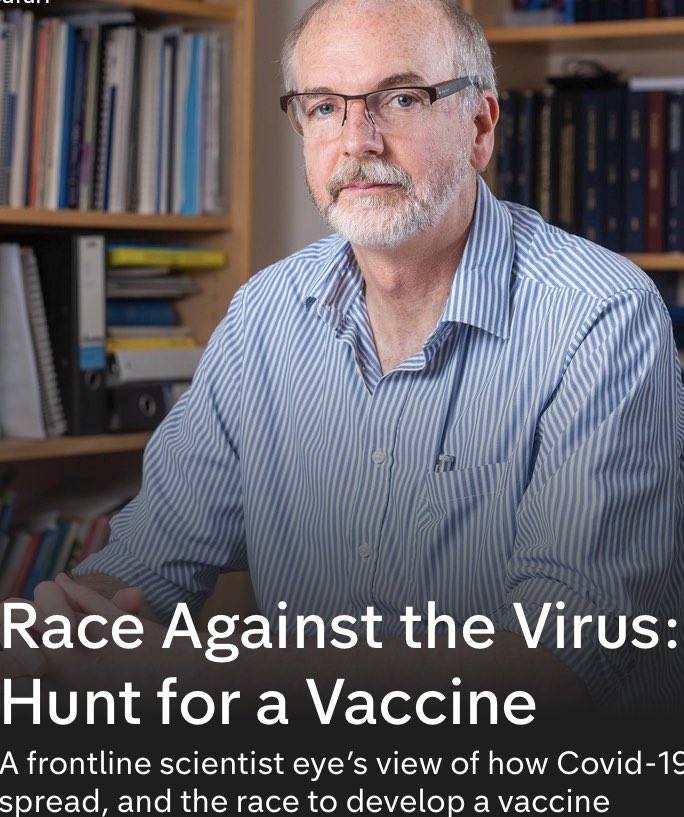 Race Against the Virus:
Hunt for a Vaccine
A frontline scientist eye’s view of how Covid-19
spread, and the race to develop a vaccine